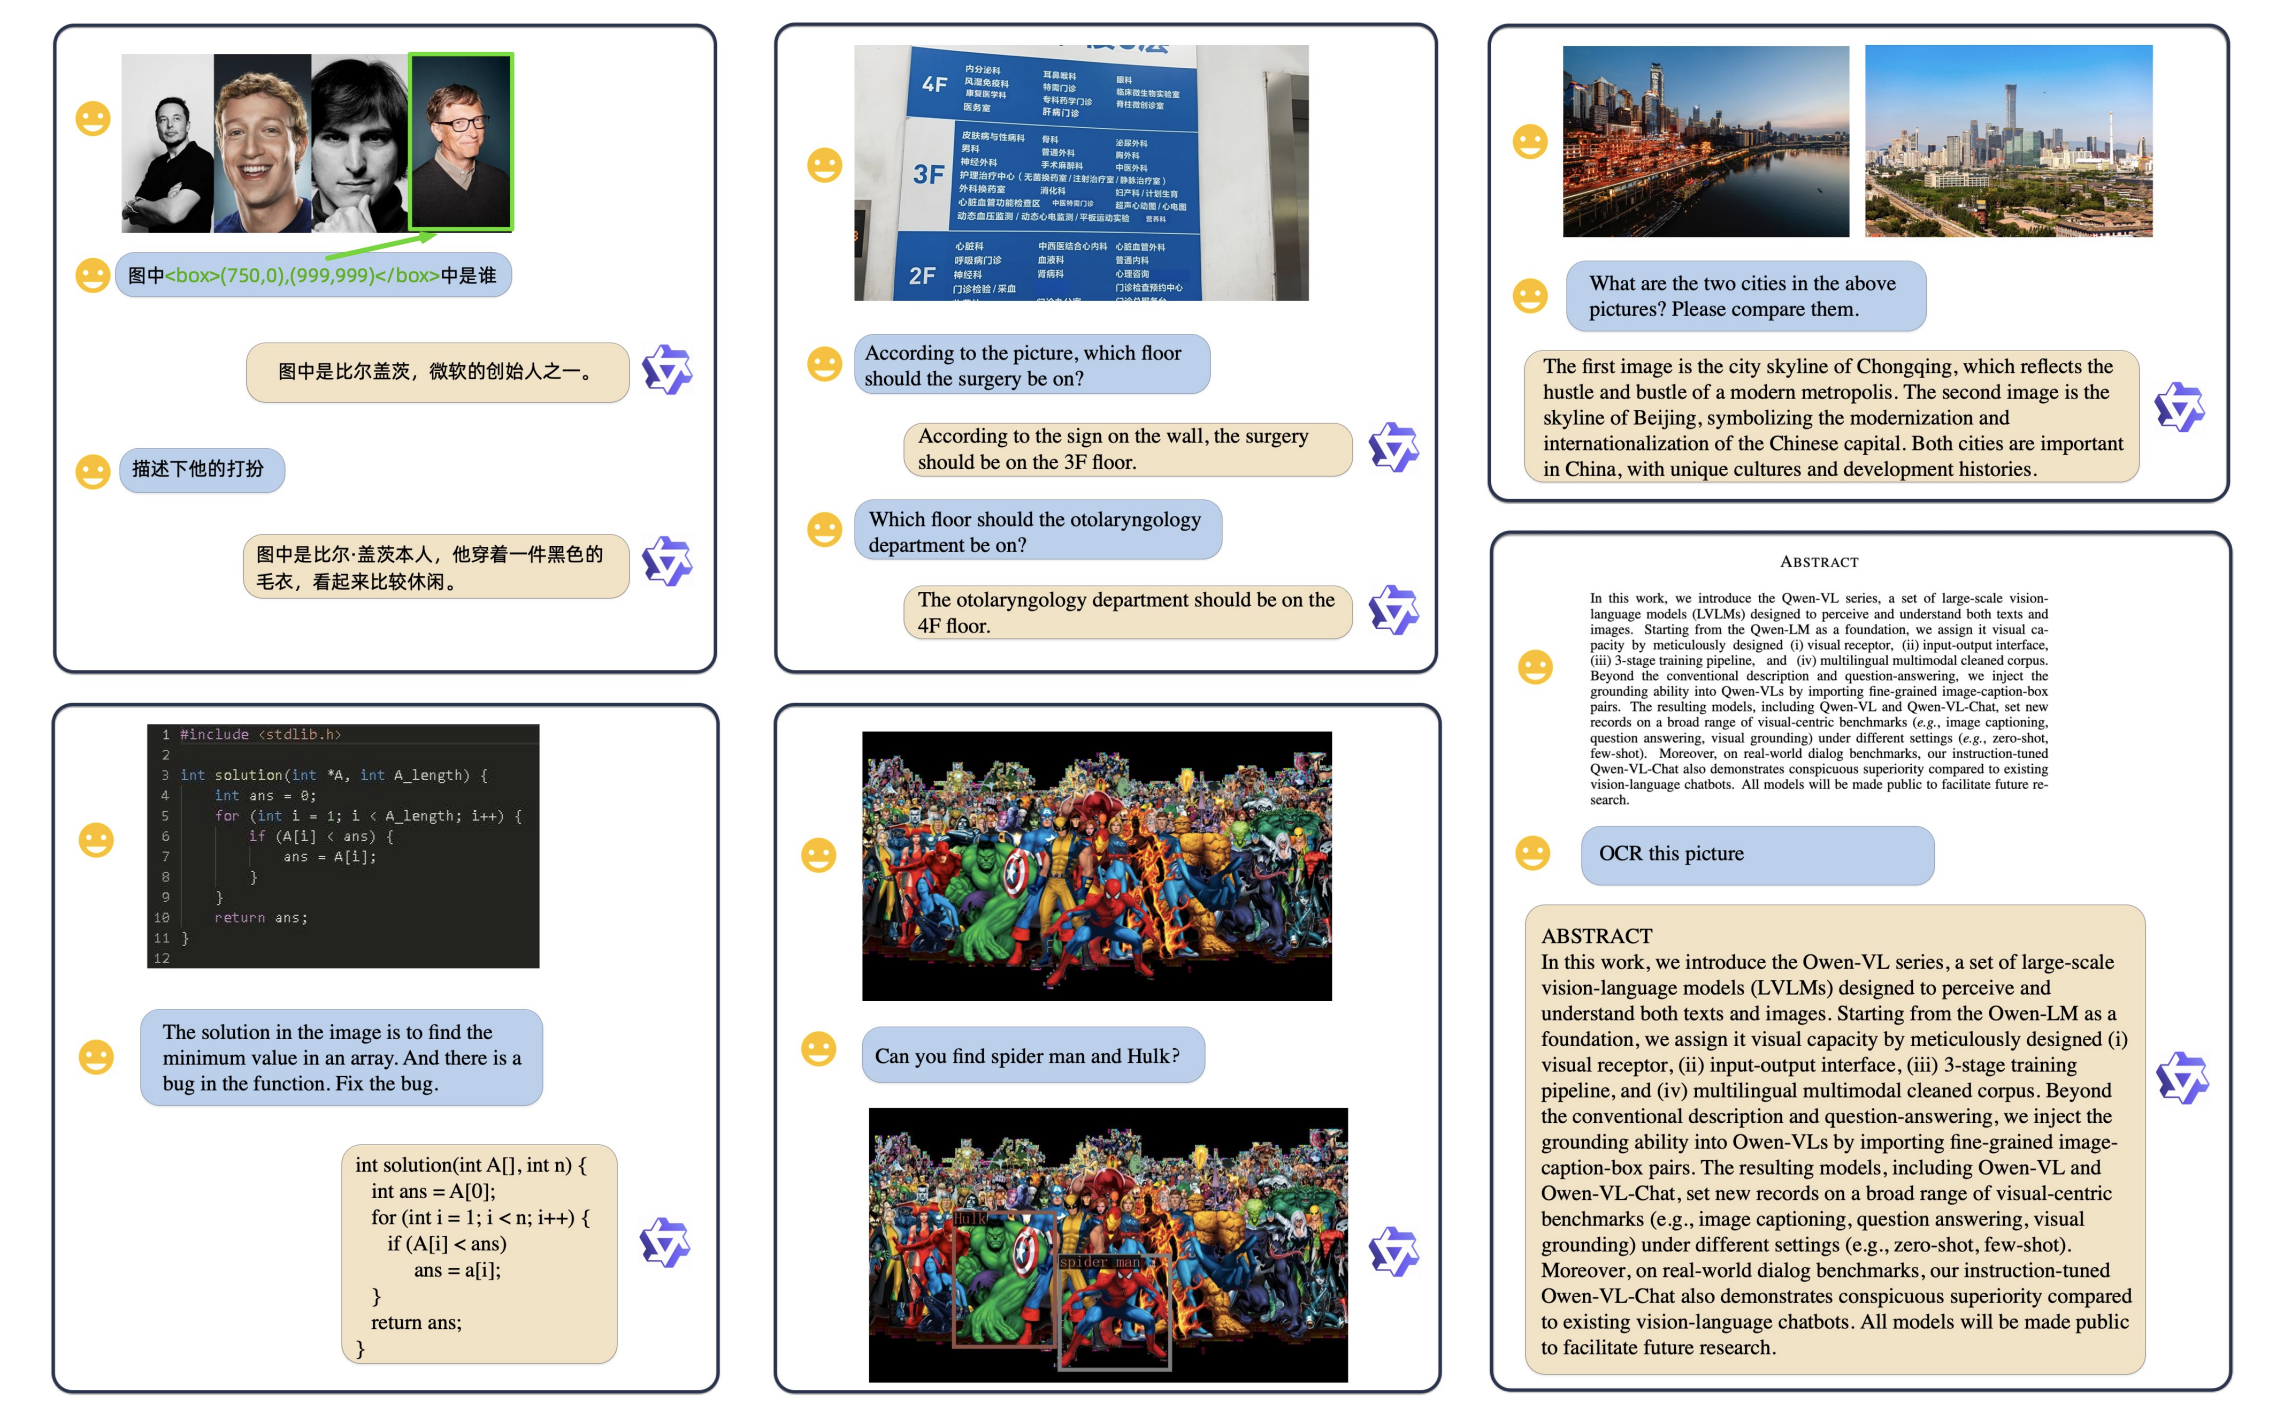 图中<box>(750,0),(999,999)</box>中是谁
图中是比尔盖茨，微软的创始人之一。
描述下他的打扮
图中是比尔·盖茨本人，他穿着一件黑色的
毛衣，看起来比较休闲。
4F
内分泌科 耳鼻喉科 眼科
风湿免疫科 特需门诊 临床微生物实验室
康复医学科 专科药学门诊 脊柱微创诊室
医务室 肝病门诊
3F
皮肤病与性病科 骨科 泌尿外科
男科 普通外科 胸外科
神经外科 手术麻醉科 中医外科
护理治疗中心（无菌换药室/注射治疗室/静脉治疗室）
外科换药室 消化科 妇产科/计划生育
心脏血管功能检查区 中医特需门诊 超声心动图/心电图
动态血压监测/动态心电监测/平板运动实验 营养科
2F
心脏科 中西医结合心内科 心脏血管外科
呼吸病门诊 血液科 普通内科
神经科 肾病科 心理咨询
门诊检验/采血 门诊检查预约中心
According to the picture, which floor
should the surgery be on?
According to the sign on the wall, the surgery
should be on the 3F floor.
Which floor should the otolaryngology
department be on?
The otolaryngology department should be on the
4F floor.
What are the two cities in the above
pictures? Please compare them.
The first image is the city skyline of Chongqing, which reflects the
hustle and bustle of a modern metropolis. The second image is the
skyline of Beijing, symbolizing the modernization and
internationalization of the Chinese capital. Both cities are important
in China, with unique cultures and development histories.
1 #include <stdlib.h>
2
3 int solution(int *A, int A_length) {
4 int ans = 0;
5 for (int i = 1; i < A_length; i++) {
6 if (A[i] < ans) {
7 ans = A[i];
8 }
9 }
10 return ans;
11 }
12
The solution in the image is to find the
minimum value in an array. And there is a
bug in the function. Fix the bug.
int solution(int A[], int n) {
int ans = A[0];
for (int i = 1; i < n; i++) {
if (A[i] < ans)
ans = a[i];
}
return ans;
}
Can you find spider man and Hulk?
Hulk
spider man
ABSTRACT
In this work, we introduce the Qwen-VL series, a set of large-scale vision-
language models (LVLMs) designed to perceive and understand both texts and
images. Starting from the Qwen-LM as a foundation, we assign it visual ca-
pacity by meticulously designed (i) visual receptor, (ii) input-output interface,
(iii) 3-stage training pipeline, and (iv) multilingual multimodal cleaned corpus.
Beyond the conventional description and question-answering, we inject the
grounding ability into Qwen-VLs by importing fine-grained image-caption-box
pairs. The resulting models, including Qwen-VL and Qwen-VL-Chat, set new
records on a broad range of visual-centric benchmarks (e.g., image captioning,
question answering, visual grounding) under different settings (e.g., zero-shot,
few-shot). Moreover, on real-world dialog benchmarks, our instruction-tuned
Qwen-VL-Chat also demonstrates conspicuous superiority compared to existing
vision-language chatbots. All models will be made public to facilitate future re-
search.
OCR this picture
ABSTRACT
In this work, we introduce the Owen-VL series, a set of large-scale
vision-language models (LVLMs) designed to perceive and
understand both texts and images. Starting from the Owen-LM as a
foundation, we assign it visual capacity by meticulously designed (i)
visual receptor, (ii) input-output interface, (iii) 3-stage training
pipeline, and (iv) multilingual multimodal cleaned corpus. Beyond
the conventional description and question-answering, we inject the
grounding ability into Owen-VLs by importing fine-grained image-
caption-box pairs. The resulting models, including Owen-VL and
Owen-VL-Chat, set new records on a broad range of visual-centric
benchmarks (e.g., image captioning, question answering, visual
grounding) under different settings (e.g., zero-shot, few-shot).
Moreover, on real-world dialog benchmarks, our instruction-tuned
Owen-VL-Chat also demonstrates conspicuous superiority compared
to existing vision-language chatbots. All models will be made public
to facilitate future research.